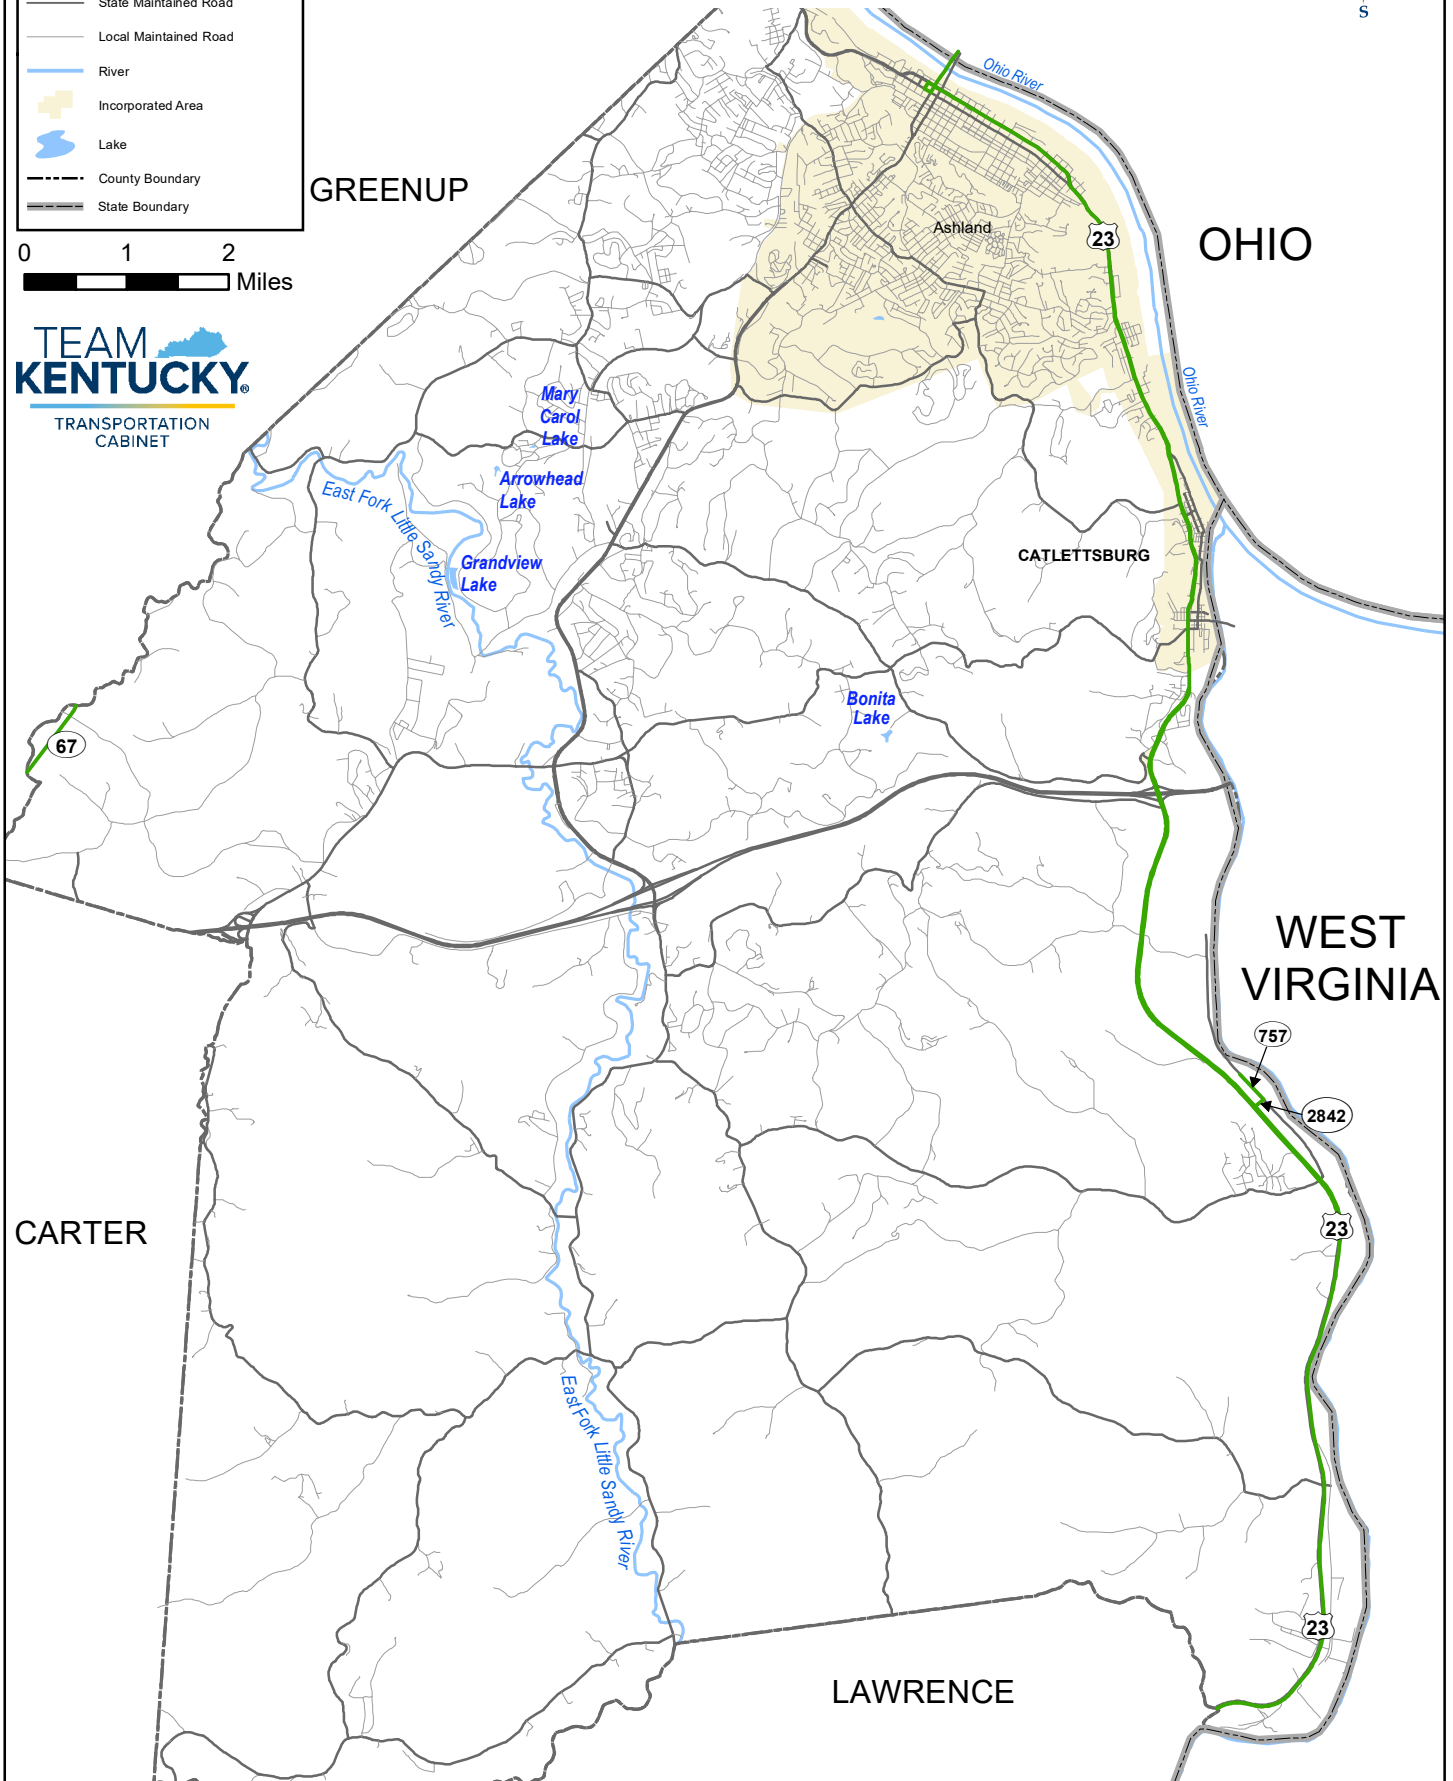 State Maintained Road
Local Maintained Road
River
Incorporated Area
Lake
County Boundary
State Boundary
0 1 2
Miles
TEAM
KENTUCKY®
TRANSPORTATION
CABINET
S
GREENUP
OHIO
Ohio River
Ashland
23
Ohio River
Mary
Carol
Lake
Arrowhead
Lake
East Fork Little Sandy River
Grandview
Lake
CATLETTSBURG
Bonita
Lake
67
WEST
VIRGINIA
757
2842
CARTER
23
East Fork Little Sandy River
23
LAWRENCE